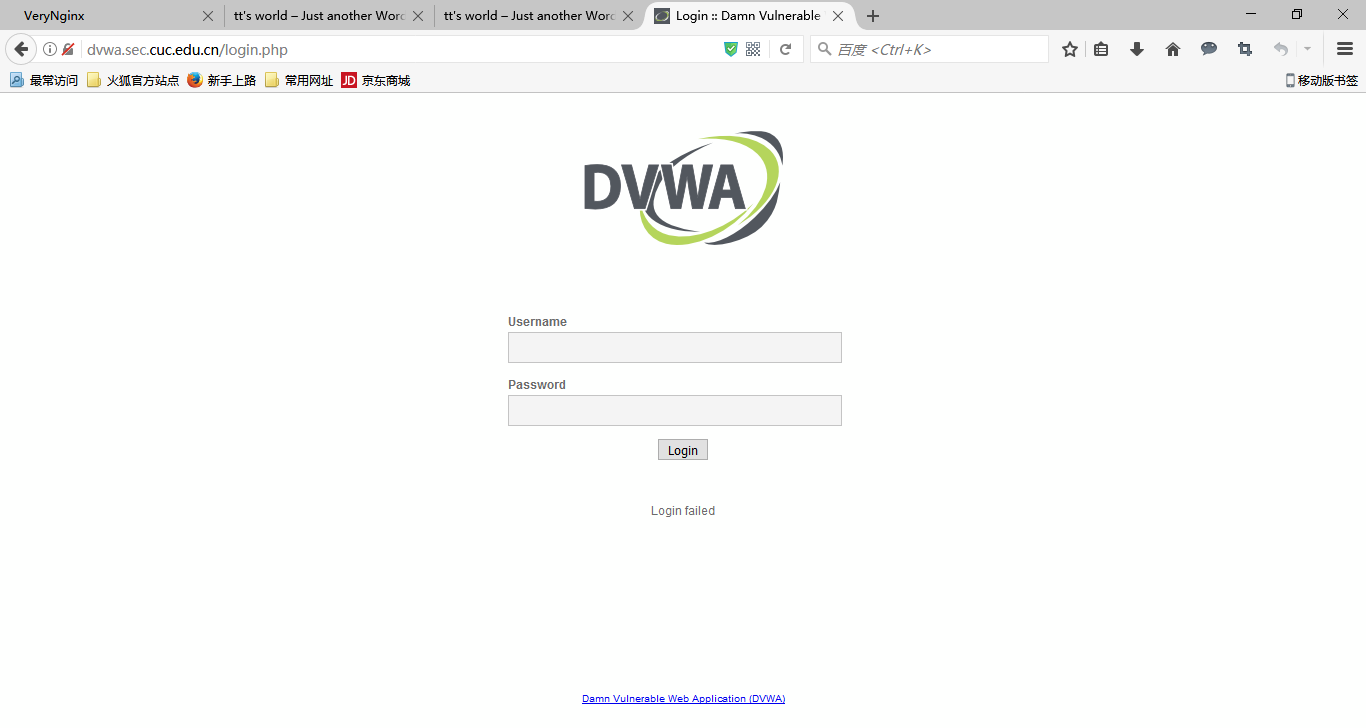 VeryNginx
tt's world – Just another Word
tt's world – Just another Word
Login :: Damn Vulnerable
dvwa.sec.cuc.edu.cn/login.php
百度 <Ctrl+K>
最常访问 火狐官方站点 新手上路 常用网址 JD 京东商城 移动版书签
DVWA
Username
Password
Login
Login failed
Damn Vulnerable Web Application (DVWA)